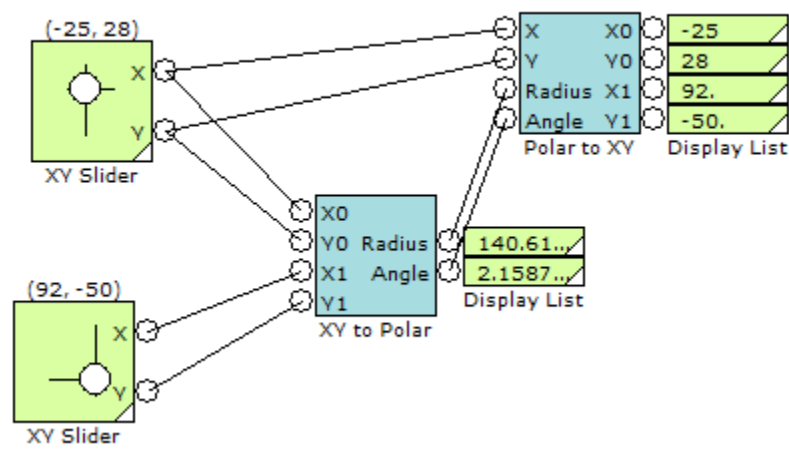 (-25, 28)
X
Y
XY Slider
X X0
Y Y0
Radius X1
Angle Y1
Polar to XY
-25
28
92.
-50.
Display List
X0
Y0 Radius
X1 Angle
Y1
XY to Polar
140.61...
2.1587...
Display List
(92, -50)
X
Y
XY Slider